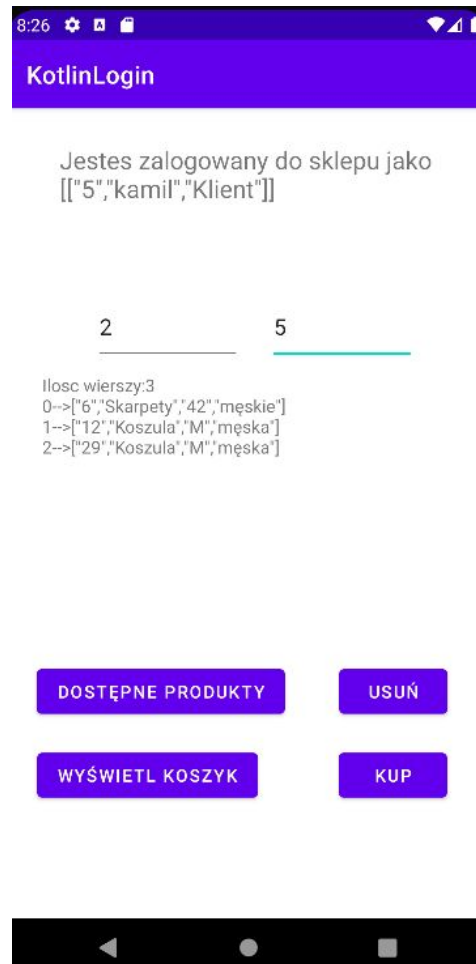 8:26
KotlinLogin
Jestes zalogowany do sklepu jako
[["5","kamil","Klient"]]
2 5
Ilosc wierszy:3
0-->["6","Skarpety","42","męskie"]
1-->["12","Koszula","M","męska"]
2-->["29","Koszula","M","męska"]
DOSTĘPNE PRODUKTY USUŃ
WYŚWIETL KOSZYK KUP